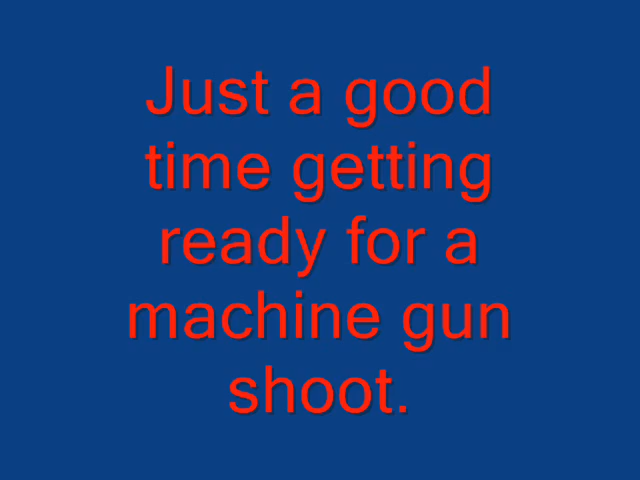 Just a good
time getting
ready for a
machine gun
shoot.